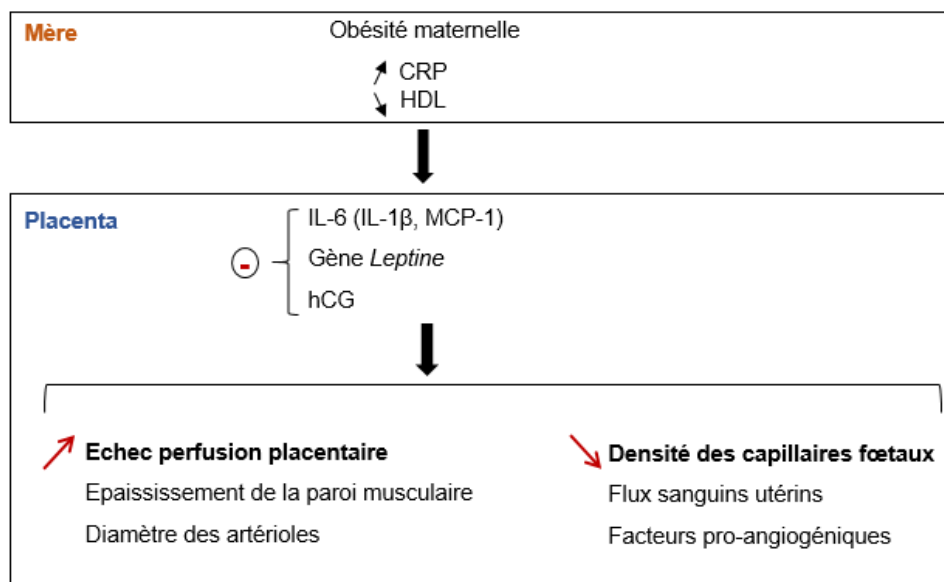 Mère
Obésité maternelle
↗ CRP
↘ HDL
Placenta
IL-6 (IL-1β, MCP-1)
- Gène Leptine
hCG
↗ Echec perfusion placentaire
Epaississement de la paroi musculaire
Diamètre des artérioles
↘ Densité des capillaires fœtaux
Flux sanguins utérins
Facteurs pro-angiogéniques